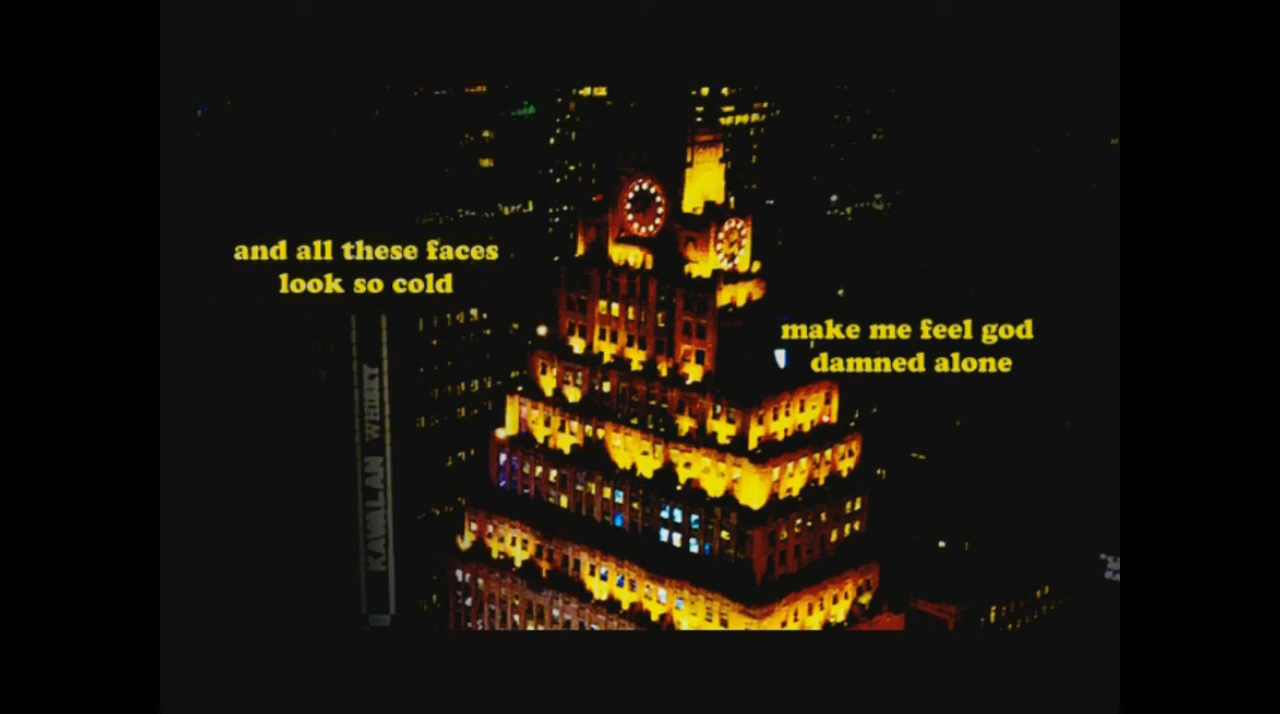 and all these faces
look so cold
make me feel god
damned alone
KAVALAN WHISKY